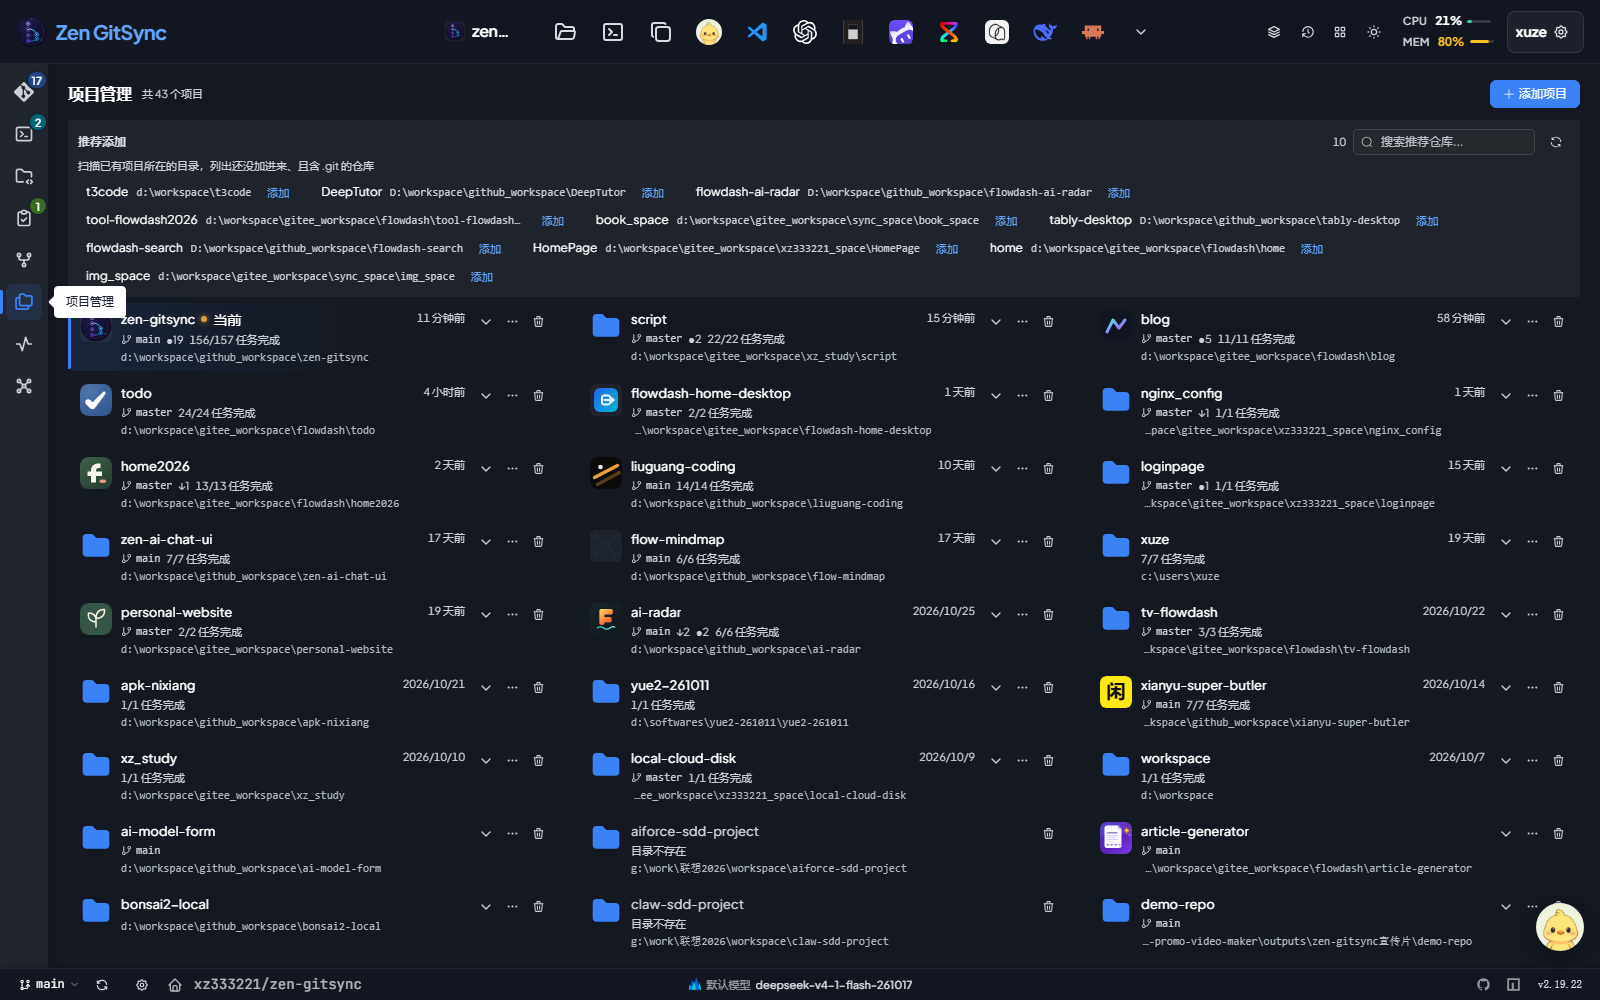 Zen GitSync
zen...
CPU 21%
MEM 80%
xuze
17
2
1
项目管理 共 43 个项目
添加项目
推荐添加
10
搜索推荐仓库...
扫描已有项目所在的目录，列出还没加进来、且含 .git 的仓库
t3code d:\workspace\t3code 添加 DeepTutor D:\workspace\github_workspace\DeepTutor 添加 flowdash-ai-radar D:\workspace\github_workspace\flowdash-ai-radar 添加
tool-flowdash2026 d:\workspace\gitee_workspace\flowdash\tool-flowdash… 添加 book_space d:\workspace\gitee_workspace\sync_space\book_space 添加 tably-desktop D:\workspace\github_workspace\tably-desktop 添加
flowdash-search D:\workspace\github_workspace\flowdash-search 添加 HomePage d:\workspace\gitee_workspace\xz333221_space\HomePage 添加 home d:\workspace\gitee_workspace\flowdash\home 添加
img_space d:\workspace\gitee_workspace\sync_space\img_space 添加
项目管理
zen-gitsync 当前 11 分钟前
main ●19 156/157 任务完成
d:\workspace\github_workspace\zen-gitsync
script 15 分钟前
master ●2 22/22 任务完成
d:\workspace\gitee_workspace\xz_study\script
blog 58 分钟前
master ●5 11/11 任务完成
d:\workspace\gitee_workspace\flowdash\blog
todo 4 小时前
master 24/24 任务完成
d:\workspace\gitee_workspace\flowdash\todo
flowdash-home-desktop 1 天前
master 2/2 任务完成
…\workspace\gitee_workspace\flowdash-home-desktop
nginx_config 1 天前
master ↓1 1/1 任务完成
…pace\gitee_workspace\xz333221_space\nginx_config
home2026 2 天前
master ↓1 13/13 任务完成
d:\workspace\gitee_workspace\flowdash\home2026
liuguang-coding 10 天前
main 14/14 任务完成
d:\workspace\github_workspace\liuguang-coding
loginpage 15 天前
master ●1 1/1 任务完成
…kspace\gitee_workspace\xz333221_space\loginpage
zen-ai-chat-ui 17 天前
main 7/7 任务完成
d:\workspace\github_workspace\zen-ai-chat-ui
flow-mindmap 17 天前
main 6/6 任务完成
d:\workspace\github_workspace\flow-mindmap
xuze 19 天前
7/7 任务完成
c:\users\xuze
personal-website 19 天前
master 2/2 任务完成
d:\workspace\gitee_workspace\personal-website
ai-radar 2026/10/25
main ↓2 ●2 6/6 任务完成
d:\workspace\github_workspace\ai-radar
tv-flowdash 2026/10/22
master 3/3 任务完成
…kspace\gitee_workspace\flowdash\tv-flowdash
apk-nixiang 2026/10/21
1/1 任务完成
d:\workspace\github_workspace\apk-nixiang
yue2-261011 2026/10/16
1/1 任务完成
d:\softwares\yue2-261011\yue2-261011
闲
xianyu-super-butler 2026/10/14
main 7/7 任务完成
…kspace\github_workspace\xianyu-super-butler
xz_study 2026/10/10
1/1 任务完成
d:\workspace\gitee_workspace\xz_study
local-cloud-disk 2026/10/9
master 1/1 任务完成
…ee_workspace\xz333221_space\local-cloud-disk
workspace 2026/10/7
1/1 任务完成
d:\workspace
ai-model-form
main
d:\workspace\github_workspace\ai-model-form
aiforce-sdd-project
目录不存在
g:\work\联想2026\workspace\aiforce-sdd-project
article-generator
main
…\workspace\gitee_workspace\flowdash\article-generator
bonsai2-local
d:\workspace\github_workspace\bonsai2-local
claw-sdd-project
目录不存在
g:\work\联想2026\workspace\claw-sdd-project
demo-repo
main
…-promo-video-maker\outputs\zen-gitsync宣传片\demo-repo
main
xz333221/zen-gitsync
默认模型 deepseek-v4-1-flash-261017
v2.19.22